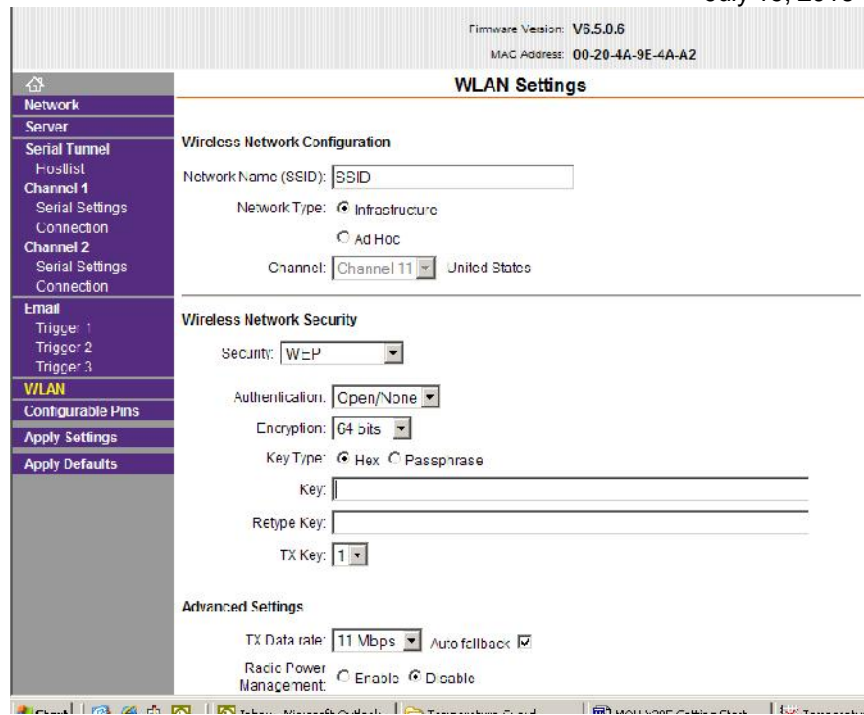 Firmware Version: V6.5.0.6
MAC Address: 00-20-4A-9E-4A-A2
WLAN Settings
Network
Server
Serial Tunnel
Hostlist
Channel 1
Serial Settings
Connection
Channel 2
Serial Settings
Connection
Email
Trigger 1
Trigger 2
Trigger 3
WLAN
Configurable Pins
Apply Settings
Apply Defaults
Wireless Network Configuration
Network Name (SSID): SSID
Network Type: Infrastructure
Ad Hoc
Channel: Channel 11 United States
Wireless Network Security
Security: WEP
Authentication: Open/None
Encryption: 64 bits
Key Type: Hex Passphrase
Key:
Retype Key:
TX Key: 1
Advanced Settings
TX Data rate: 11 Mbps Auto fallback
Radio Power
Management: Enable Disable